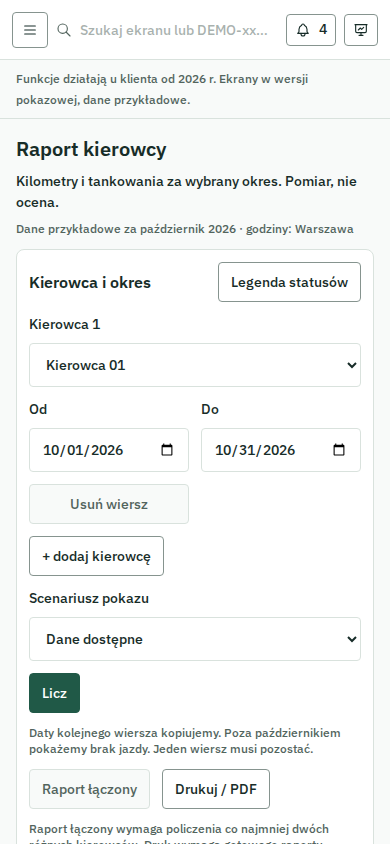 Szukaj ekranu lub DEMO-xx...
4
Funkcje działają u klienta od 2026 r. Ekrany w wersji
pokazowej, dane przykładowe.
Raport kierowcy
Kilometry i tankowania za wybrany okres. Pomiar, nie
ocena.
Dane przykładowe za październik 2026 · godziny: Warszawa
Kierowca i okres
Legenda statusów
Kierowca 1
Kierowca 01
Od
Do
10/01/2026
10/31/2026
Usuń wiersz
+ dodaj kierowcę
Scenariusz pokazu
Dane dostępne
Licz
Daty kolejnego wiersza kopiujemy. Poza październikiem
pokażemy brak jazdy. Jeden wiersz musi pozostać.
Raport łączony
Drukuj / PDF
Raport łączony wymaga policzenia co najmniej dwóch